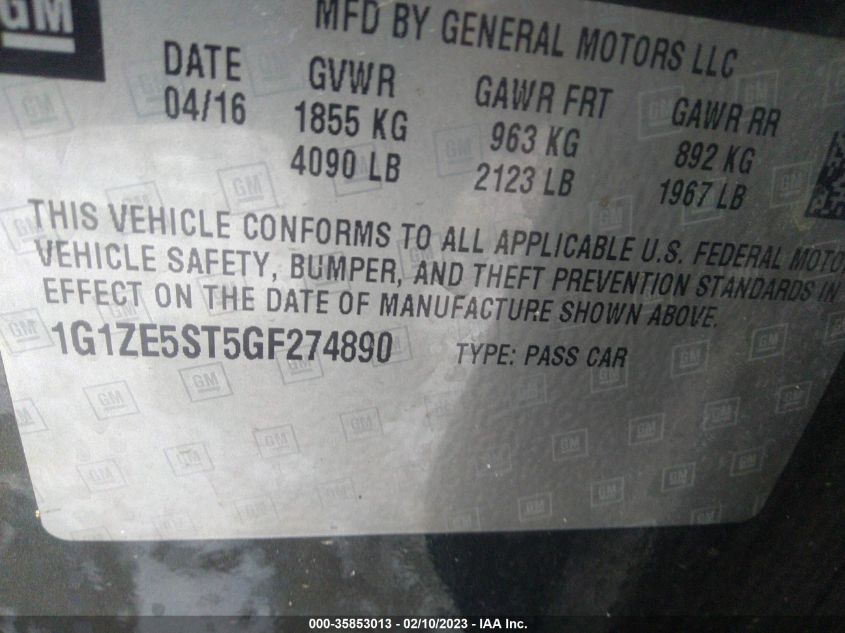 GM
MFD BY GENERAL MOTORS LLC
DATE GVWR GAWR FRT GAWR RR
04/16 1855 KG 963 KG 892 KG
4090 LB 2123 LB 1967 LB
THIS VEHICLE CONFORMS TO ALL APPLICABLE U.S. FEDERAL MOTO
VEHICLE SAFETY, BUMPER, AND THEFT PREVENTION STANDARDS IN
EFFECT ON THE DATE OF MANUFACTURE SHOWN ABOVE.
1G1ZE5ST5GF274890 TYPE: PASS CAR
000-35853013 - 02/10/2023 - IAA Inc.